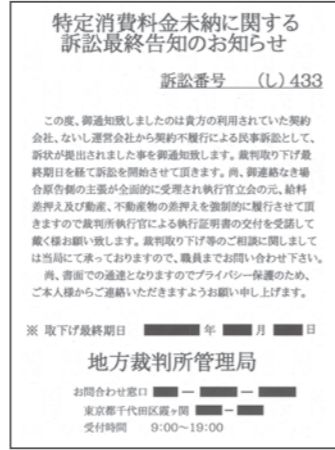 特定消費料金未納に関する
訴訟最終告知のお知らせ
訴訟番号 (し) 433
この度、御通知致しましたのは貴方の利用されていた契約
会社、ないし運営会社から契約不履行による民事訴訟として、
訴状が提出されました事を御通知致します。裁判取り下げ最
終期日を経て訴訟を開始させて頂きます。尚、御連絡なき場
合原告側の主張が全面的に受理され執行官立会の元、給料
差押え及び動産、不動産物の差押えを強制的に履行させて頂
きますので裁判所執行官による執行証明書の交付を受諾して
戴く様お願い致します。裁判取り下げ等のご相談に関しまして
は当局にて承っておりますので、職員までお問い合わせ下さい。
尚、書面での通達となりますのでプライバシー保護のため、
ご本人様からご連絡いただきますようお願い申し上げます。
※ 取下げ最終期日 年 月 日
地方裁判所管理局
お問合わせ窓口 ー ー
東京都千代田区霞ヶ関 ー
受付時間 9:00~19:00